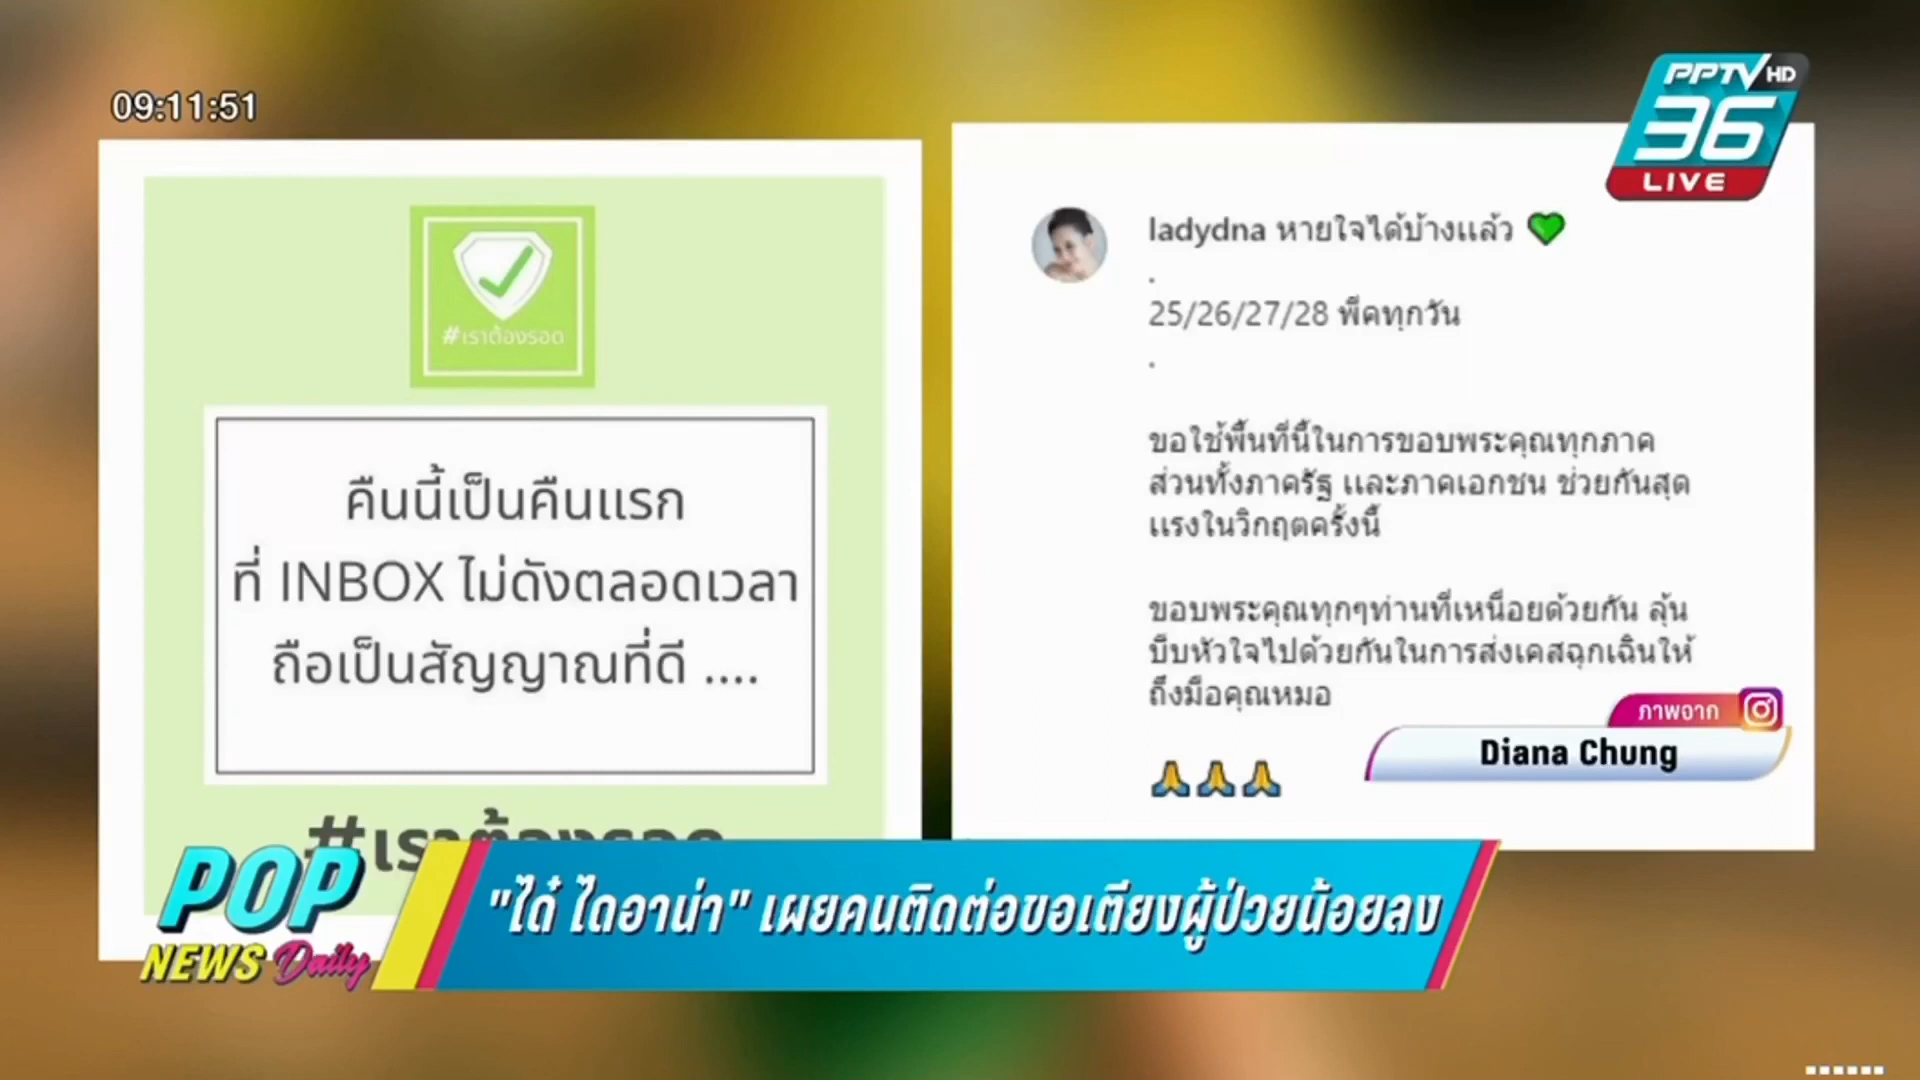 09:11:51
PPTV HD
36
LIVE
#เราต้องรอด
คืนนี้เป็นคืนแรก
ที่ INBOX ไม่ดังตลอดเวลา
ถือเป็นสัญญาณที่ดี ....
#เราต้องรอด
ladydna หายใจได้บ้างแล้ว 💚
.
25/26/27/28 พีคทุกวัน
.
ขอใช้พื้นที่นี้ในการขอบพระคุณทุกภาค
ส่วนทั้งภาครัฐ และภาคเอกชน ช่วยกันสุด
แรงในวิกฤตครั้งนี้
ขอบพระคุณทุกๆท่านที่เหนื่อยด้วยกัน ลุ้น
บีบหัวใจไปด้วยกันในการส่งเคสฉุกเฉินให้
ถึงมือคุณหมอ
🙏🙏🙏
ภาพจาก
Diana Chung
POP
NEWS Daily
"ได๋ ไดอาน่า" เผยคนติดต่อขอเตียงผู้ป่วยน้อยลง